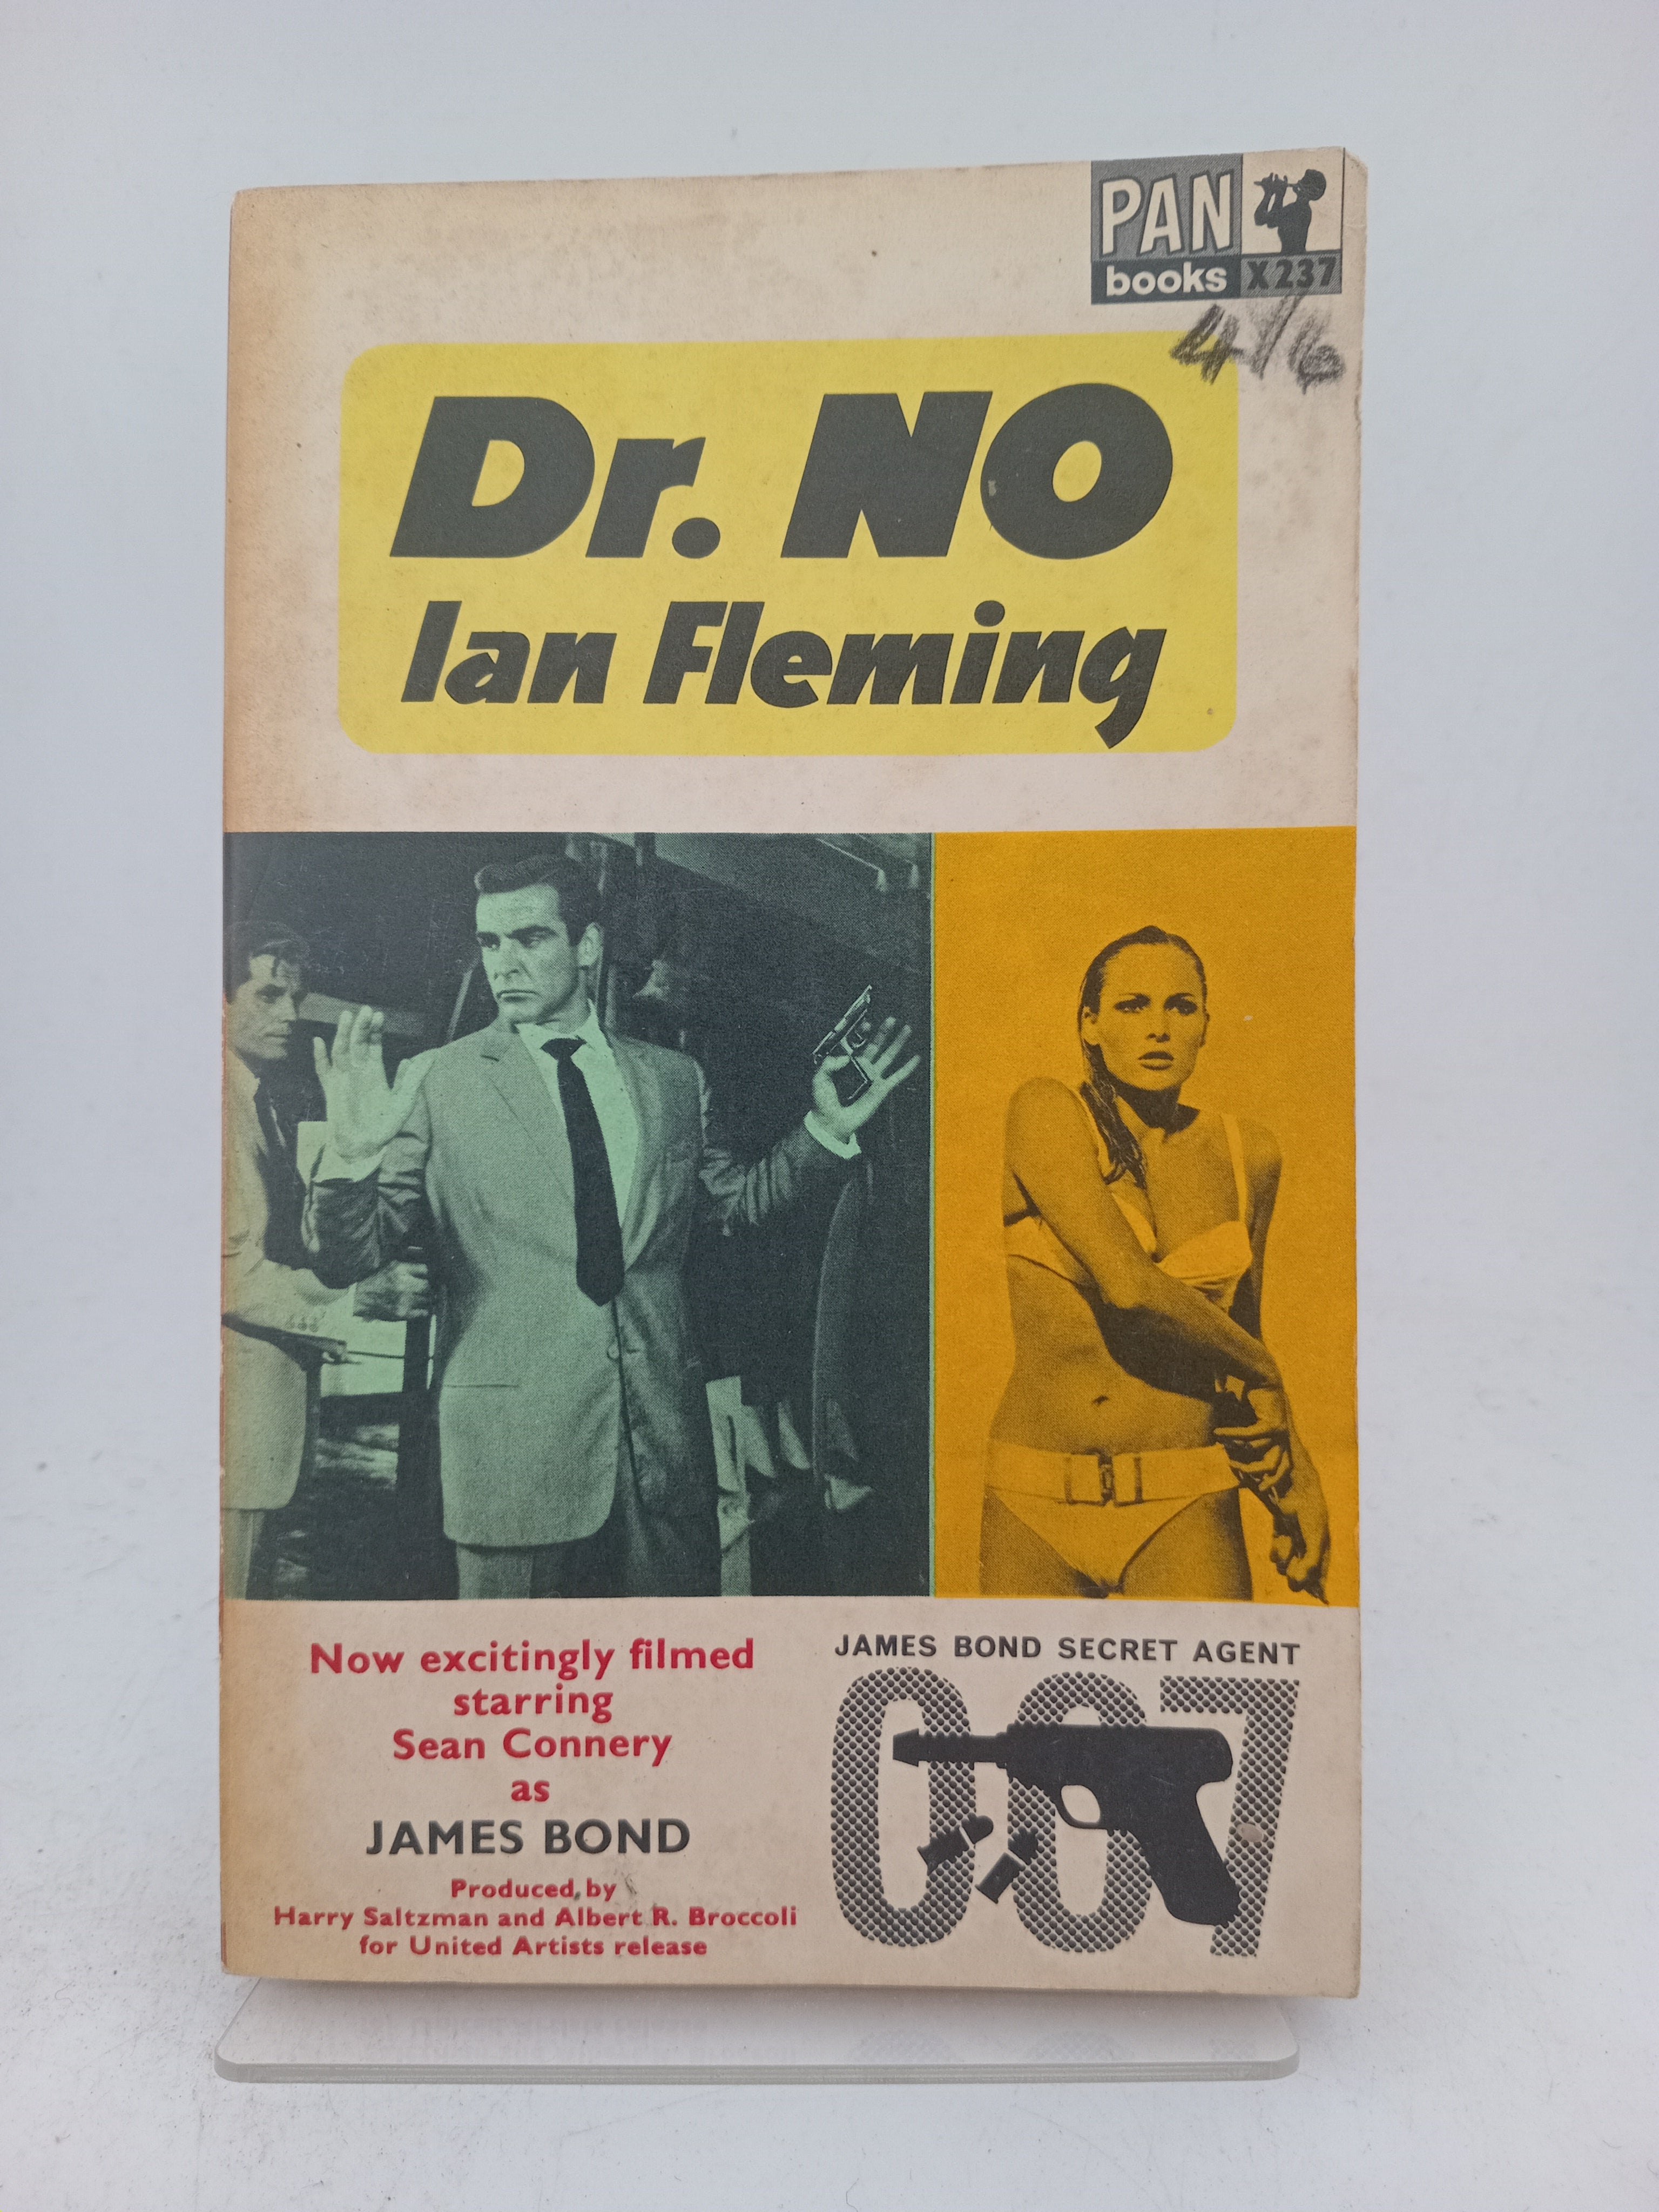 PAN
books X237
4/6
Dr. NO
Ian Fleming
Now excitingly filmed
starring
Sean Connery
as
JAMES BOND
Produced by
Harry Saltzman and Albert R. Broccoli
for United Artists release
JAMES BOND SECRET AGENT
007